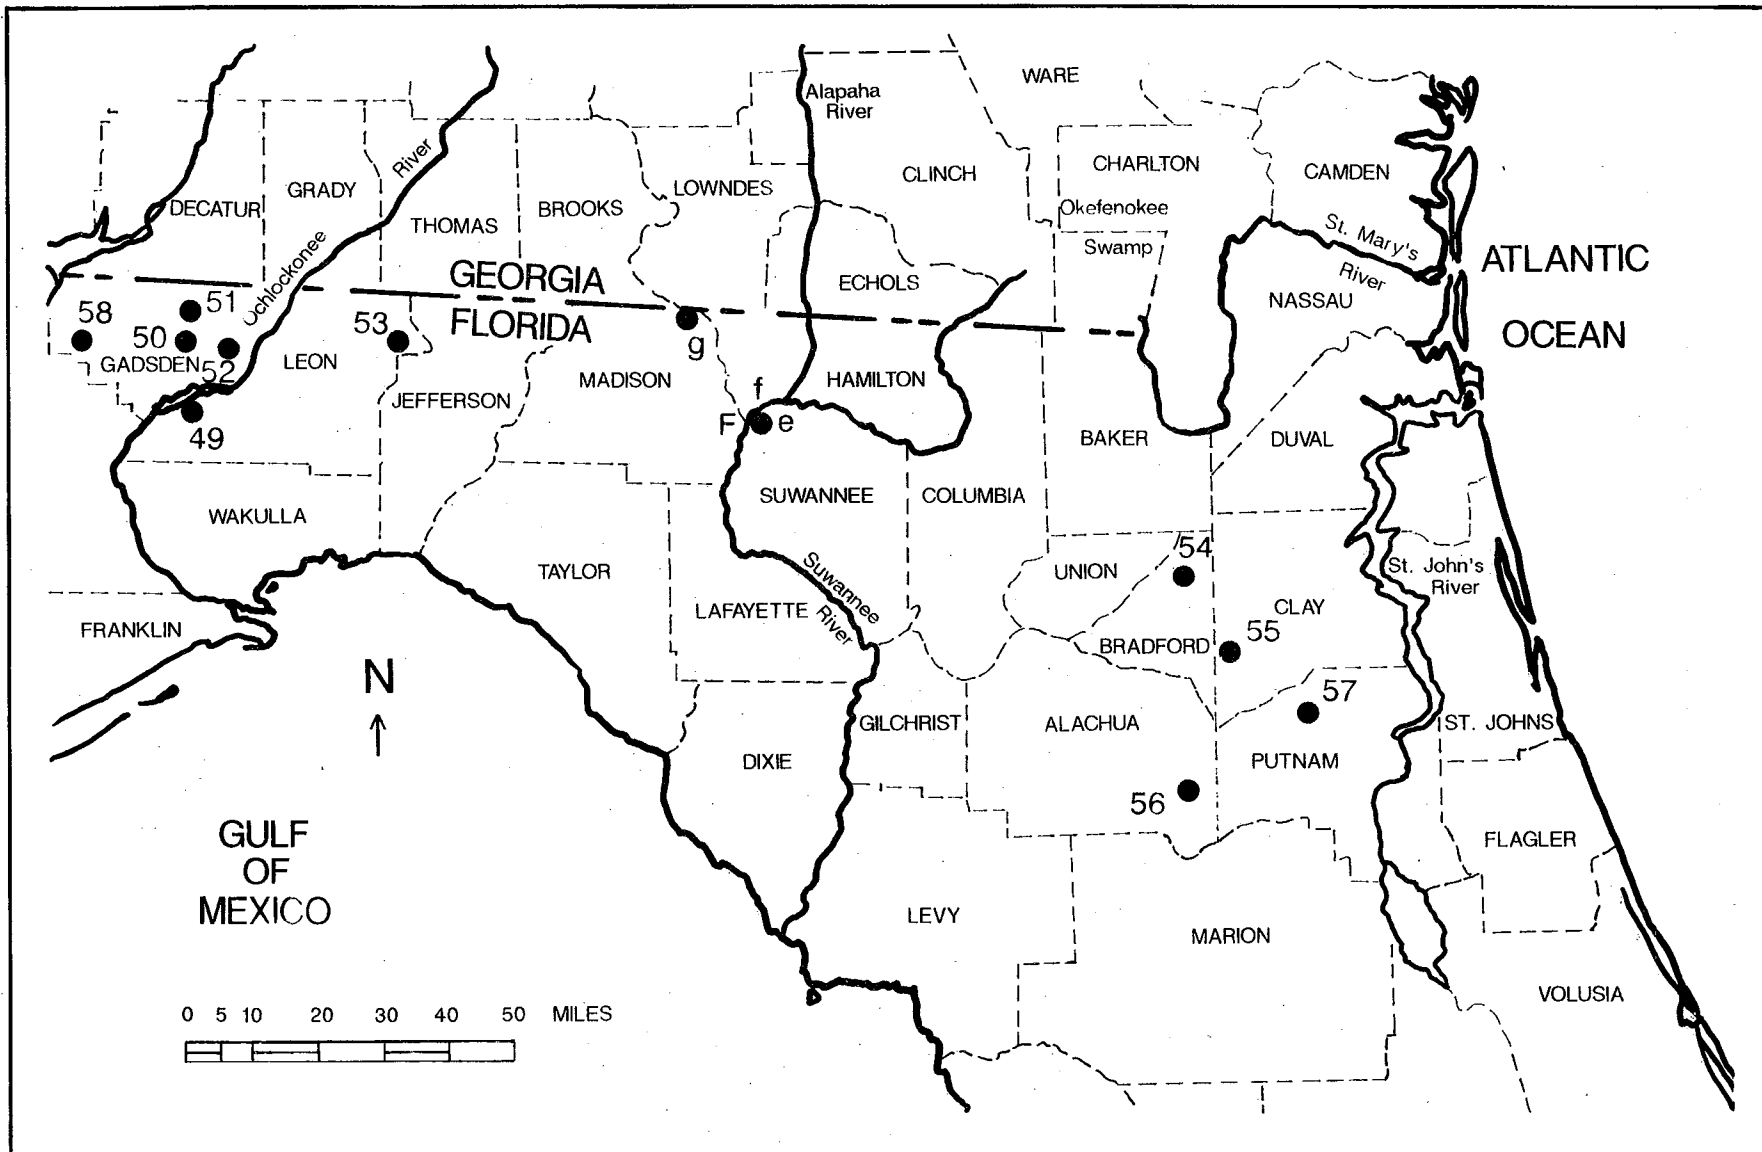 WARE
Alapaha
River
River
CHARLTON
CAMDEN
CLINCH
GRADY
LOWNDES
DECATUR
BROOKS
Okefenokee
THOMAS
St. Mary's
Swamp
Ochlockonee
ATLANTIC
River
GEORGIA
ECHOLS
NASSAU
51
58
53
FLORIDA
OCEAN
50
g
GADSDEN
52
LEON
MADISON
HAMILTON
f
JEFFERSON
F
e
49
BAKER
DUVAL
SUWANNEE
COLUMBIA
WAKULLA
54
TAYLOR
UNION
St. John's
River
Suwannee
River
LAFAYETTE
CLAY
FRANKLIN
BRADFORD
55
N
57
GILCHRIST
ALACHUA
ST. JOHNS
DIXIE
PUTNAM
56
GULF
OF
MEXICO
FLAGLER
LEVY
MARION
VOLUSIA
0 5 10 20 30 40 50 MILES